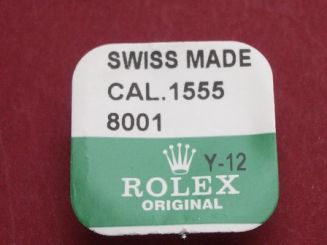 SWISS MADE
CAL.1555
8001
Y-12
ROLEX
ORIGINAL